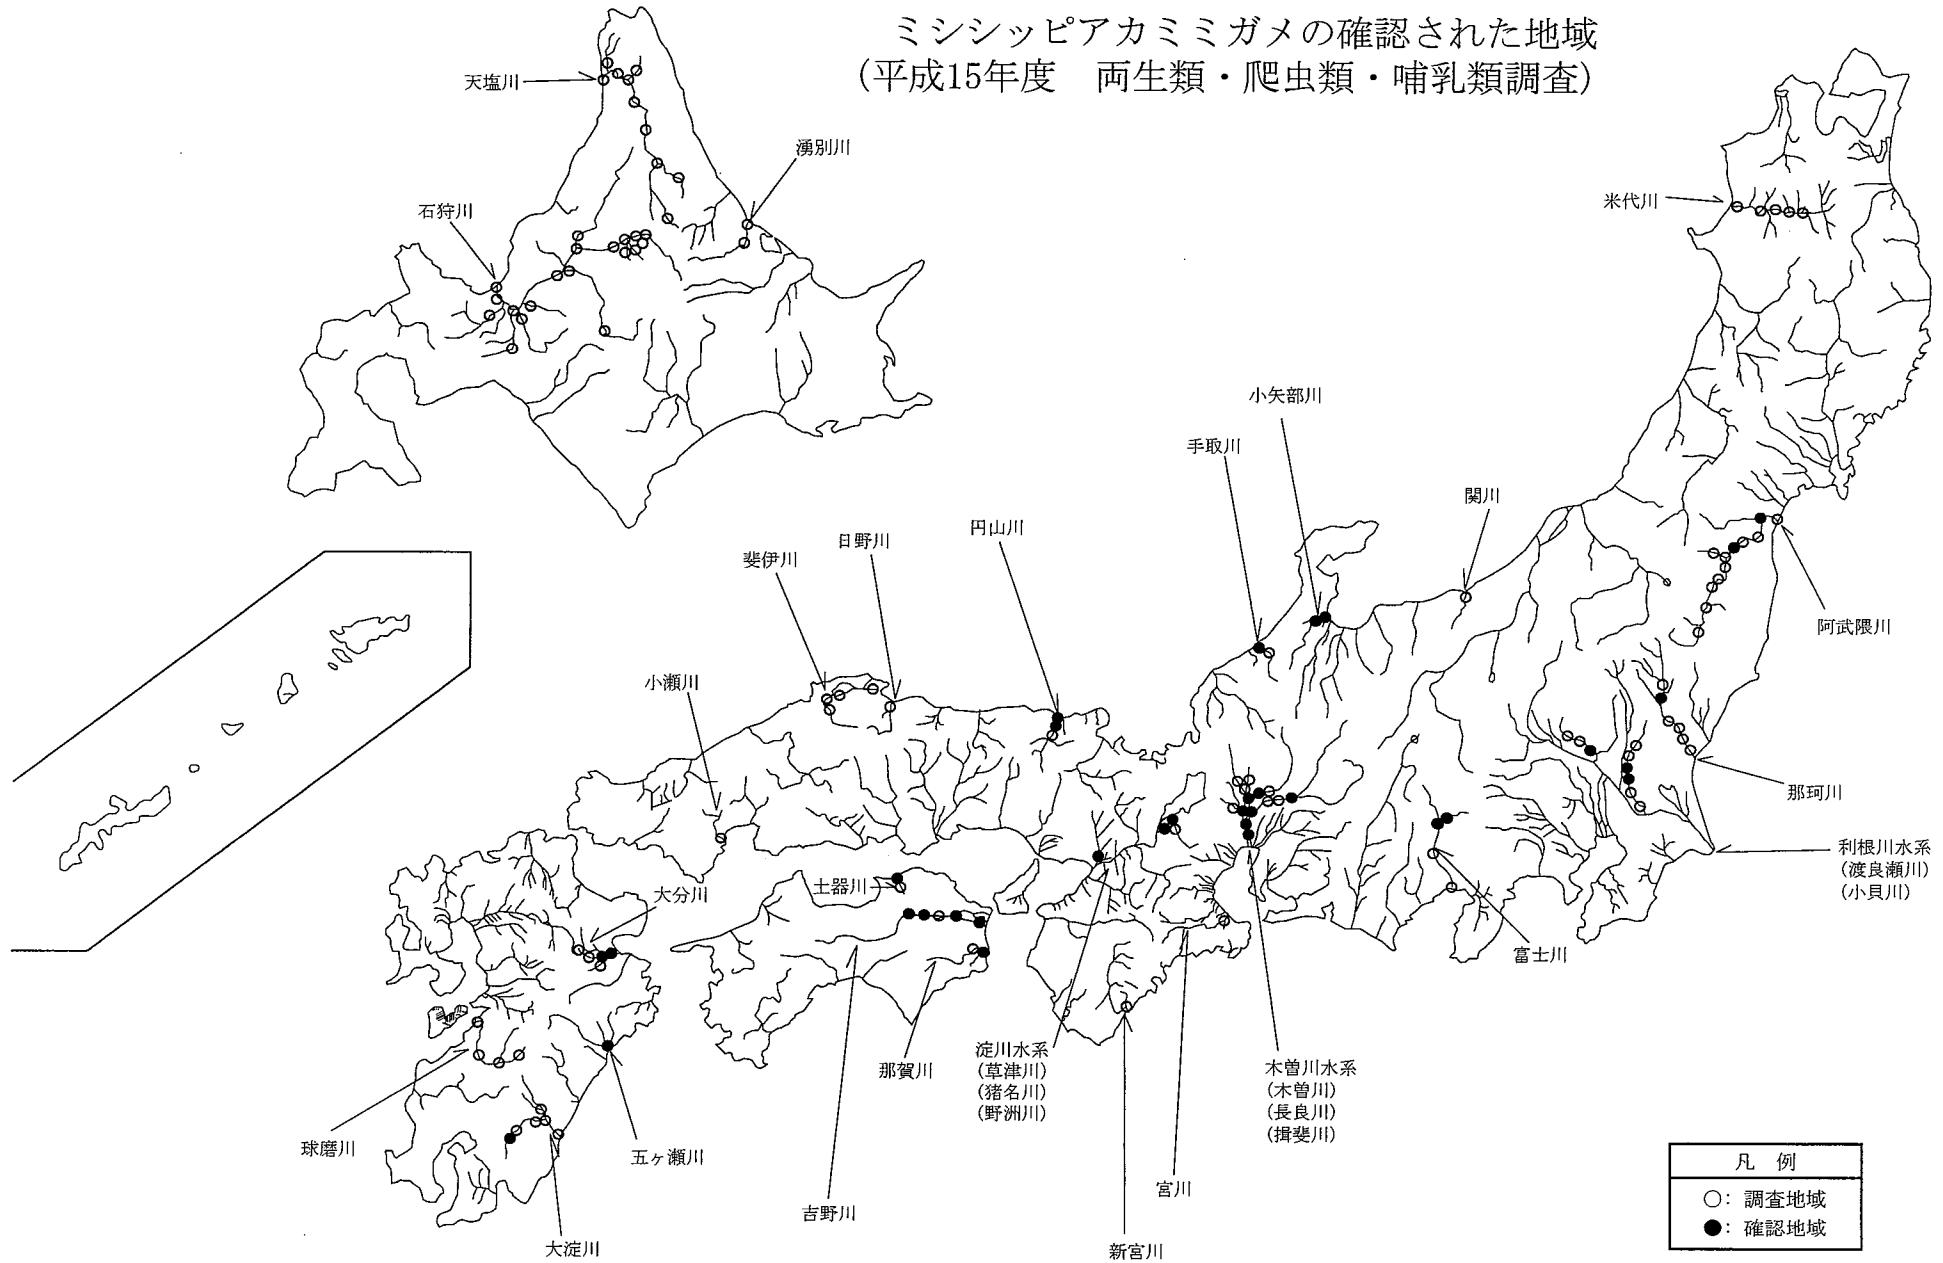 ミシシッピアカミミガメの確認された地域
(平成15年度　両生類・爬虫類・哺乳類調査)
天塩川
湧別川
石狩川
米代川
小矢部川
手取川
関川
円山川
日野川
斐伊川
阿武隈川
小瀬川
那珂川
利根川水系
(渡良瀬川)
(小貝川)
土器川
大分川
富士川
淀川水系
(草津川)
(猪名川)
(野洲川)
那賀川
木曽川水系
(木曽川)
(長良川)
(揖斐川)
球磨川
五ヶ瀬川
宮川
吉野川
大淀川
新宮川
凡　例
○：調査地域
●：確認地域